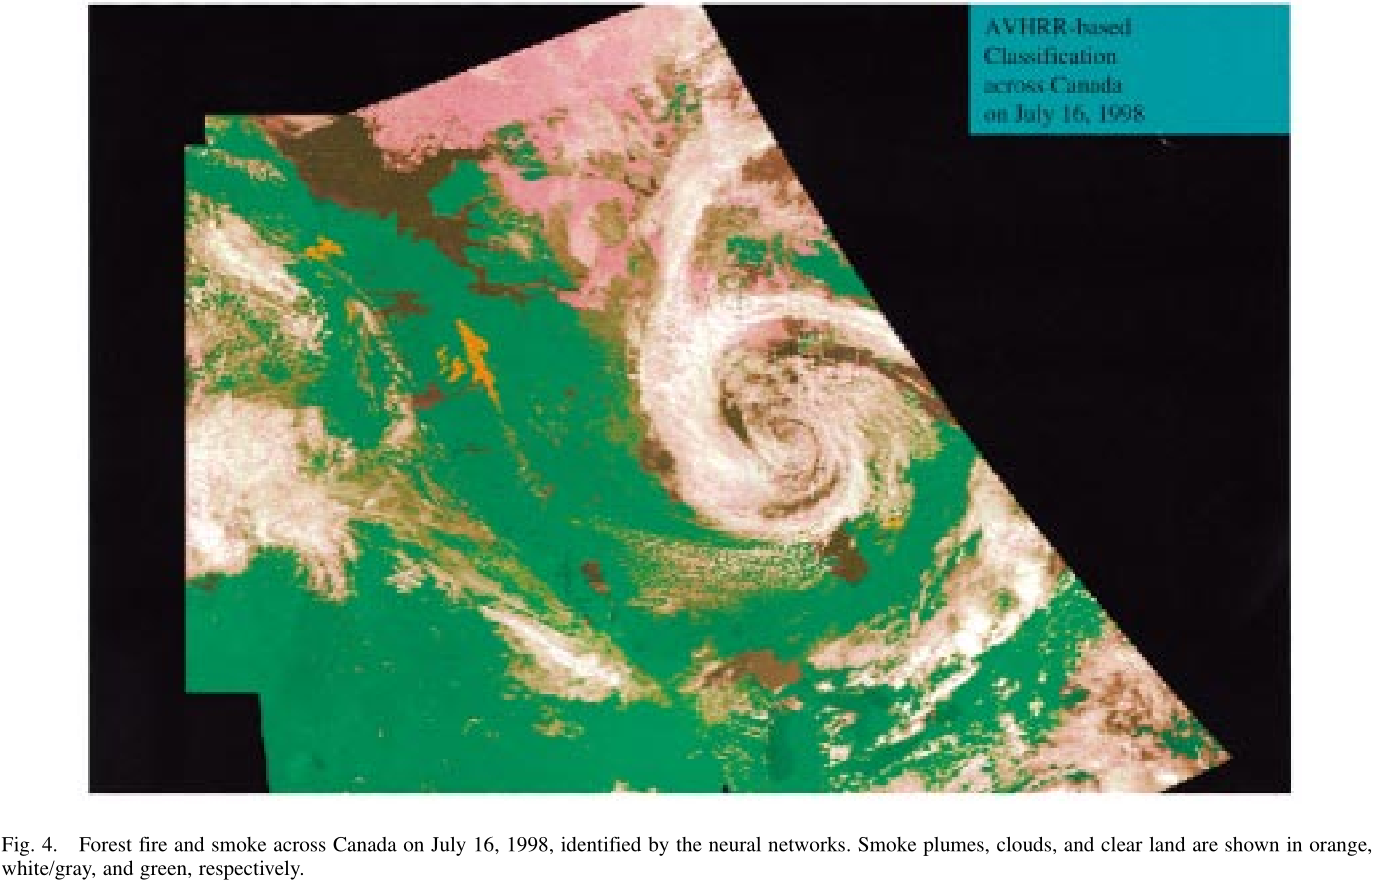 AVHRR-based
Classification
across Canada
on July 16, 1998
Fig. 4. Forest fire and smoke across Canada on July 16, 1998, identified by the neural networks. Smoke plumes, clouds, and clear land are shown in orange,
white/gray, and green, respectively.